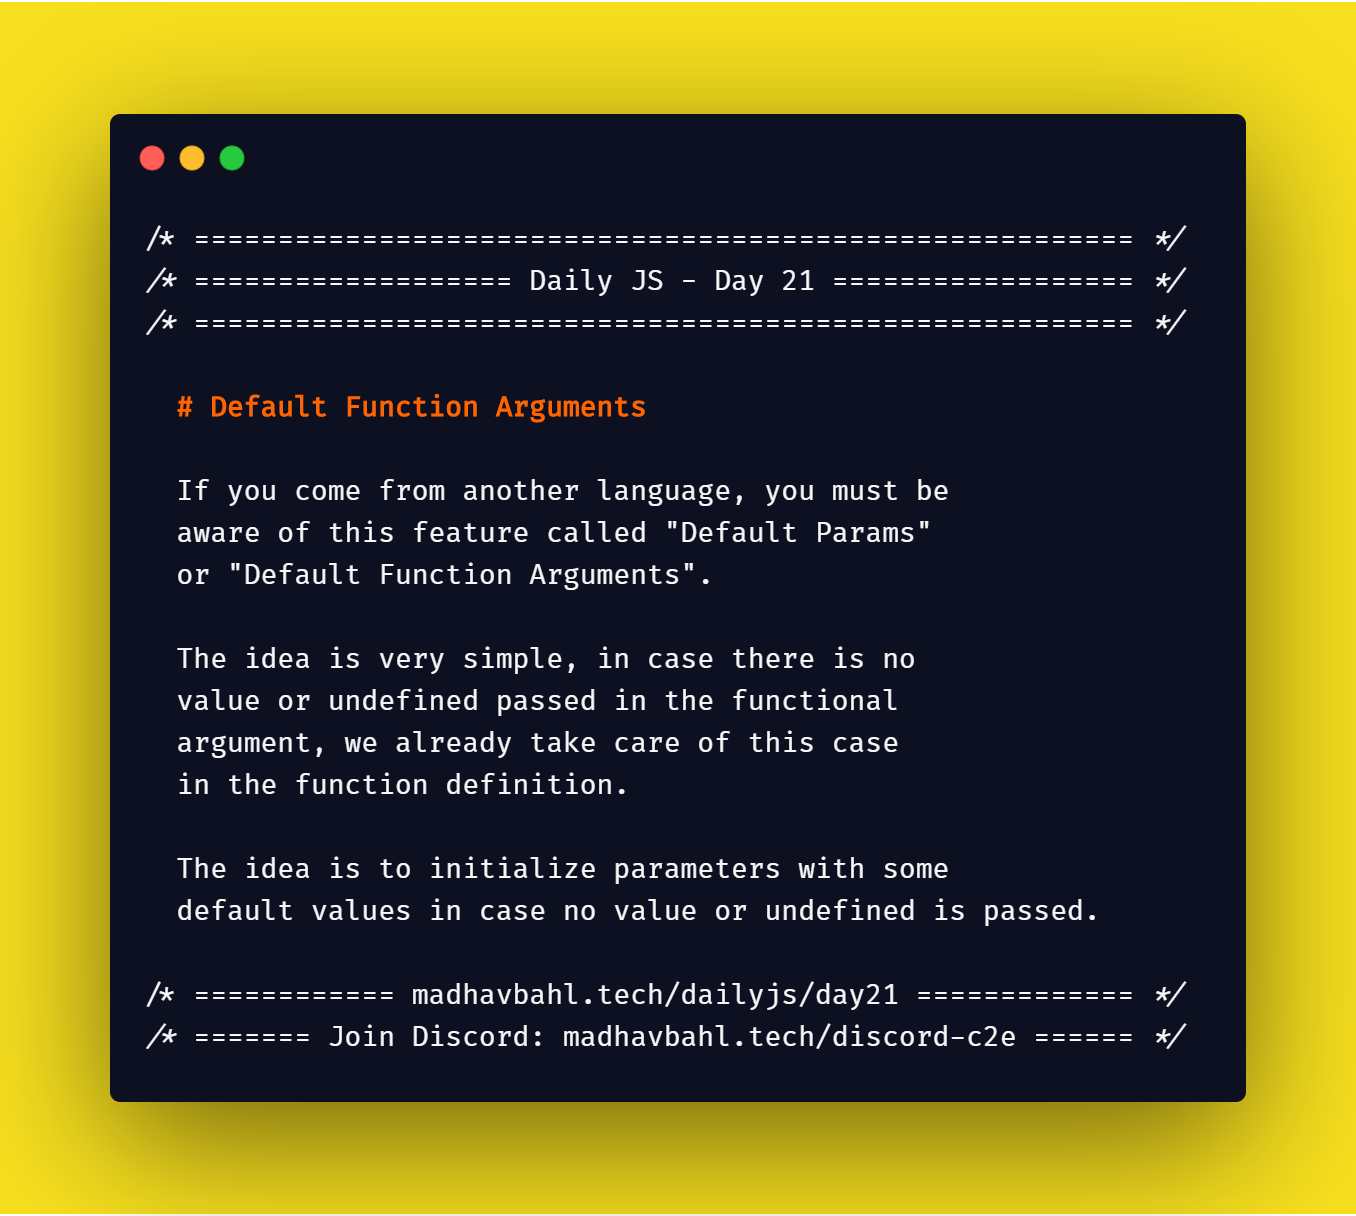 /* ======================================================== */
/* =================== Daily JS - Day 21 ================== */
/* ======================================================== */
# Default Function Arguments
If you come from another language, you must be
aware of this feature called "Default Params"
or "Default Function Arguments".
The idea is very simple, in case there is no
value or undefined passed in the functional
argument, we already take care of this case
in the function definition.
The idea is to initialize parameters with some
default values in case no value or undefined is passed.
/* ============ madhavbahl.tech/dailyjs/day21 ============= */
/* ======= Join Discord: madhavbahl.tech/discord-c2e ====== */